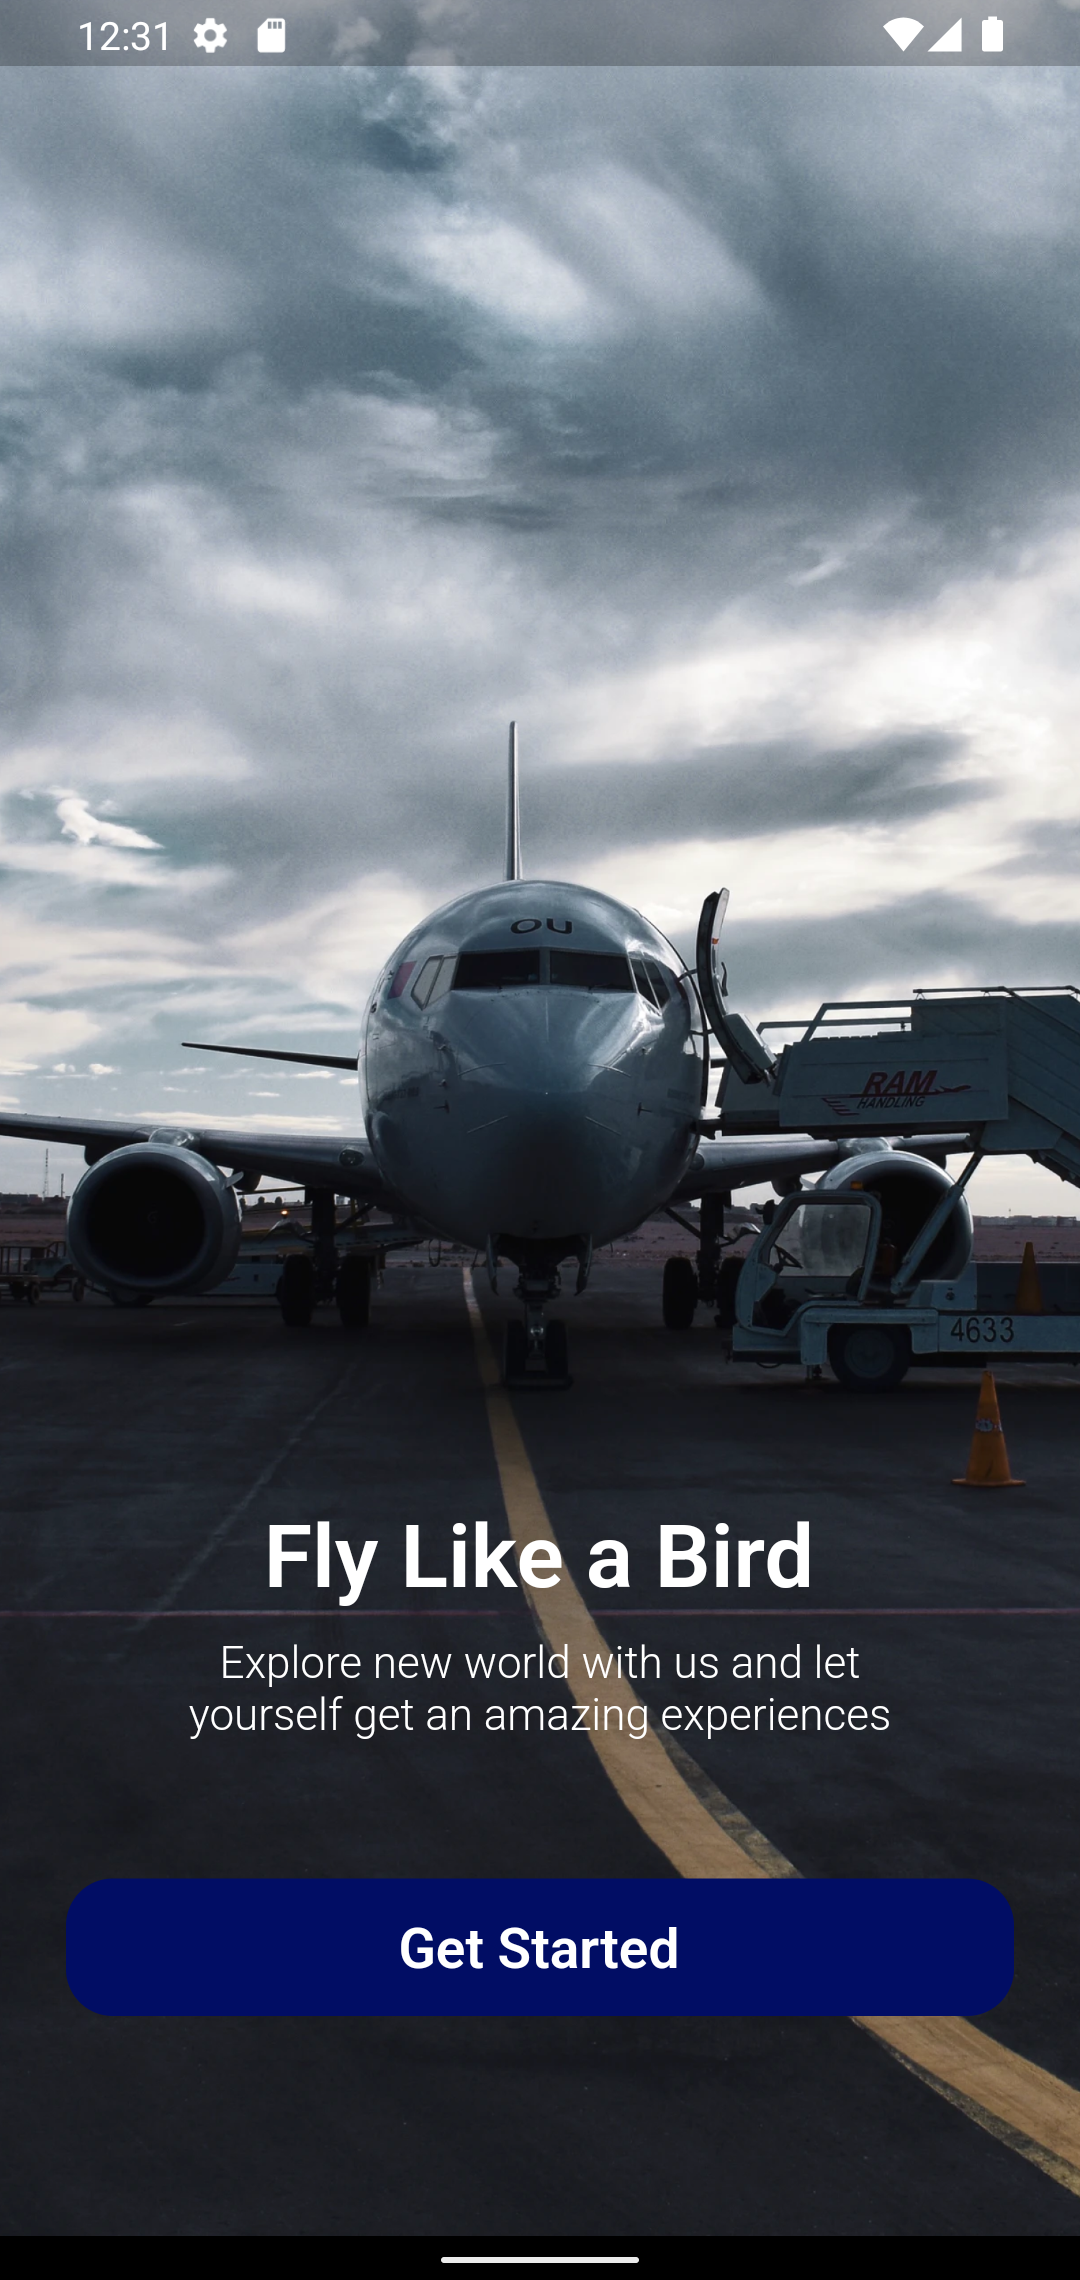 12:31
OU
RAM
HANDLING
4633
Fly Like a Bird
Explore new world with us and let
yourself get an amazing experiences
Get Started